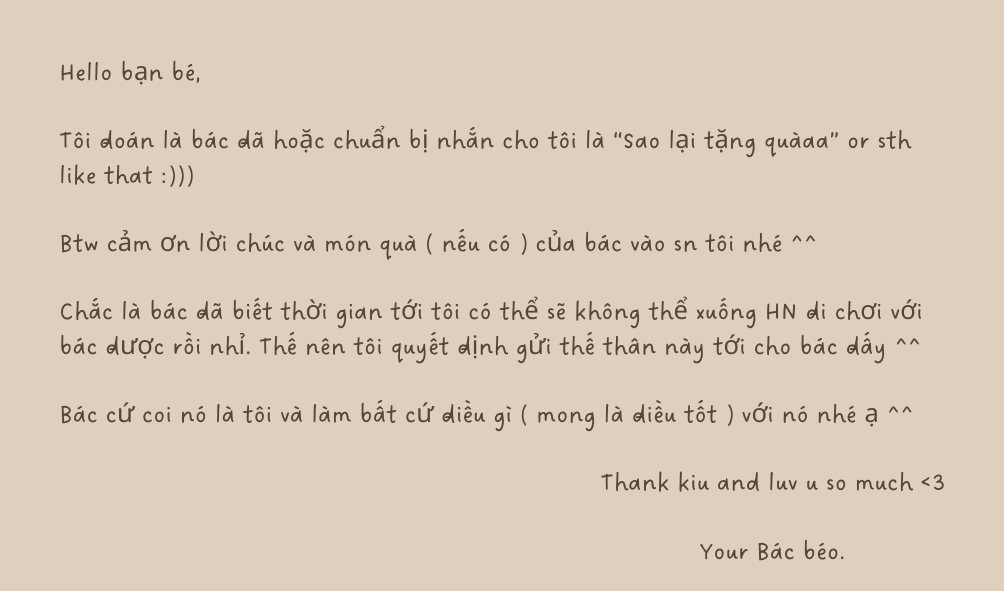 Hello bạn bé,
Tôi đoán là bác đã hoặc chuẩn bị nhắn cho tôi là “Sao lại tặng quàaa” or sth
like that :)))
Btw cảm ơn lời chúc và món quà ( nếu có ) của bác vào sn tôi nhé ^^
Chắc là bác đã biết thời gian tới tôi có thể sẽ không thể xuống HN đi chơi với
bác được rồi nhỉ. Thế nên tôi quyết định gửi thế thân này tới cho bác đấy ^^
Bác cứ coi nó là tôi và làm bất cứ điều gì ( mong là điều tốt ) với nó nhé ạ ^^
Thank kiu and luv u so much <3
Your Bác béo.